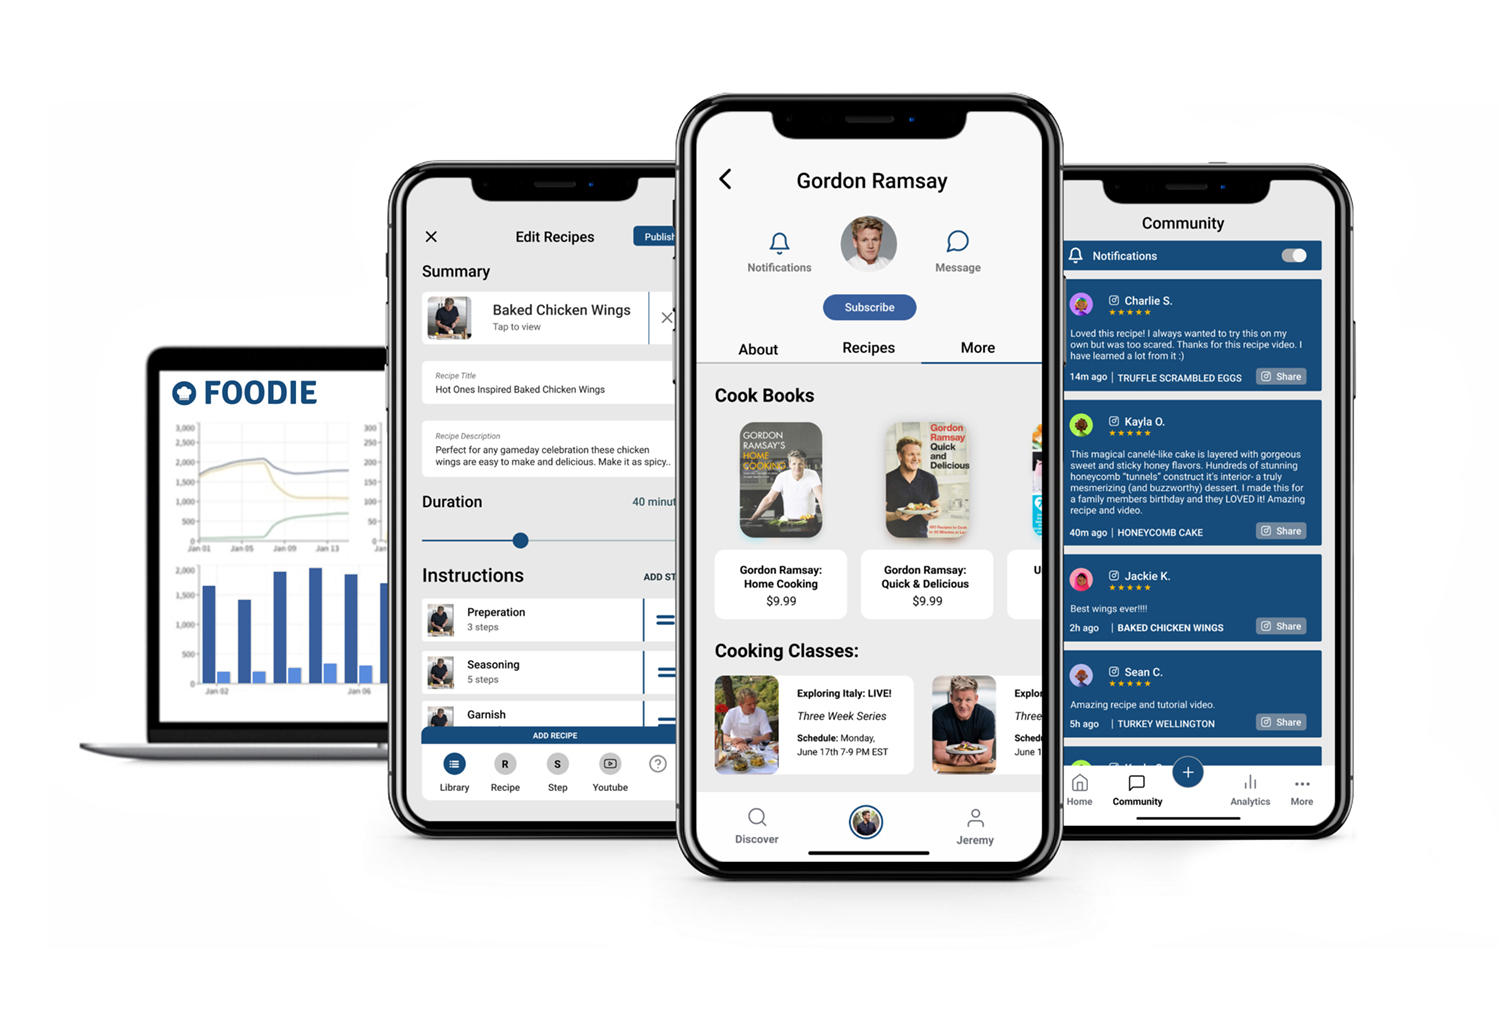 FOODIE
3,000
2,500
2,000
1,500
1,000
500
0
Jan 01
Jan 05
Jan 09
Jan 13
300
250
200
150
100
50
0
Jan
2,000
1,500
1,000
500
0
Jan 02
Jan 06
Edit Recipes
Publish
Summary
Baked Chicken Wings
Tap to view
Recipe Title
Hot Ones Inspired Baked Chicken Wings
Recipe Description
Perfect for any gameday celebration these chicken
wings are easy to make and delicious. Make it as spicy..
Duration
40 minut
Instructions
ADD ST
Preperation
3 steps
Seasoning
5 steps
Garnish
ADD RECIPE
R
S
?
Library
Recipe
Step
Youtube
Gordon Ramsay
Notifications
Message
Subscribe
About
Recipes
More
Cook Books
GORDON
RAMSAY'S
HOME
COOKING
Gordon
Ramsay
Quick
and
Delicious
Gordon Ramsay:
Home Cooking
$9.99
Gordon Ramsay:
Quick & Delicious
$9.99
U
Cooking Classes:
Exploring Italy: LIVE!
Three Week Series
Schedule: Monday,
June 17th 7-9 PM EST
Explor
Three
Sched
June 1
Discover
Jeremy
Community
Notifications
Charlie S.
Loved this recipe! I always wanted to try this on my
own but was too scared. Thanks for this recipe video. I
have learned a lot from it :)
14m ago | TRUFFLE SCRAMBLED EGGS
Share
Kayla O.
This magical canelé-like cake is layered with gorgeous
sweet and sticky honey flavors. Hundreds of stunning
honeycomb "tunnels" construct it's interior- a truly
mesmerizing (and buzzworthy) dessert. I made this for
a family members birthday and they LOVED it! Amazing
recipe and video.
40m ago | HONEYCOMB CAKE
Share
Jackie K.
Best wings ever!!!!
2h ago | BAKED CHICKEN WINGS
Share
Sean C.
Amazing recipe and tutorial video.
5h ago | TURKEY WELLINGTON
Share
Home
Community
Analytics
More